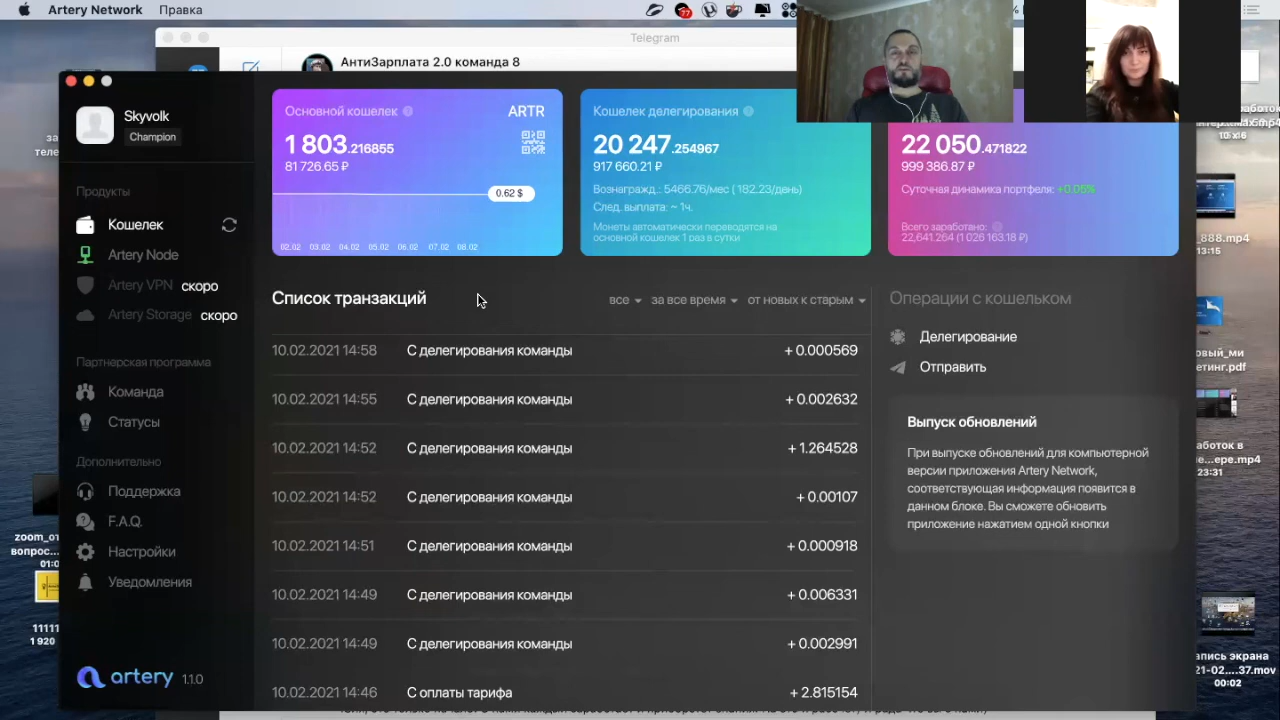 Artery Network Правка
77
Telegram
АнтиЗарплата 2.0 команда 8
Skyvolk
Champion
Продукты
Кошелек
Artery Node
Artery VPN скоро
Artery Storage скоро
Партнерская программа
Команда
Статусы
Дополнительно
Поддержка
F.A.Q.
Настройки
Уведомления
artery 1.1.0
Основной кошелек ARTR
1 803.216855
81 726.65 ₽
0.62 $
02.02 03.02 04.02 05.02 06.02 07.02 08.02
Кошелек делегирования
20 247.254967
917 660.21 ₽
Вознагражд.: 5466.76/мес ( 182.23/день)
След. выплата: ~ 1ч.
Монеты автоматически переводятся на
основной кошелек 1 раз в сутки
22 050.471822
999 386.87 ₽
Суточная динамика портфеля: +0.05%
Всего заработано:
22,641.264 (1 026 163.18 ₽)
Список транзакций
все за все время от новых к старым
10.02.2021 14:58 С делегирования команды + 0.000569
10.02.2021 14:55 С делегирования команды + 0.002632
10.02.2021 14:52 С делегирования команды + 1.264528
10.02.2021 14:52 С делегирования команды + 0.00107
10.02.2021 14:51 С делегирования команды + 0.000918
10.02.2021 14:49 С делегирования команды + 0.006331
10.02.2021 14:49 С делегирования команды + 0.002991
10.02.2021 14:46 С оплаты тарифа + 2.815154
Операции с кошельком
Делегирование
Отправить
Выпуск обновлений
При выпуске обновлений для компьютерной
версии приложения Artery Network,
соответствующая информация появится в
данном блоке. Вы сможете обновить
приложение нажатием одной кнопки
_888.mp4
13:15
23:31
zoom_от
вопрос...
11111
1 920
21-02....37.mov
00:02